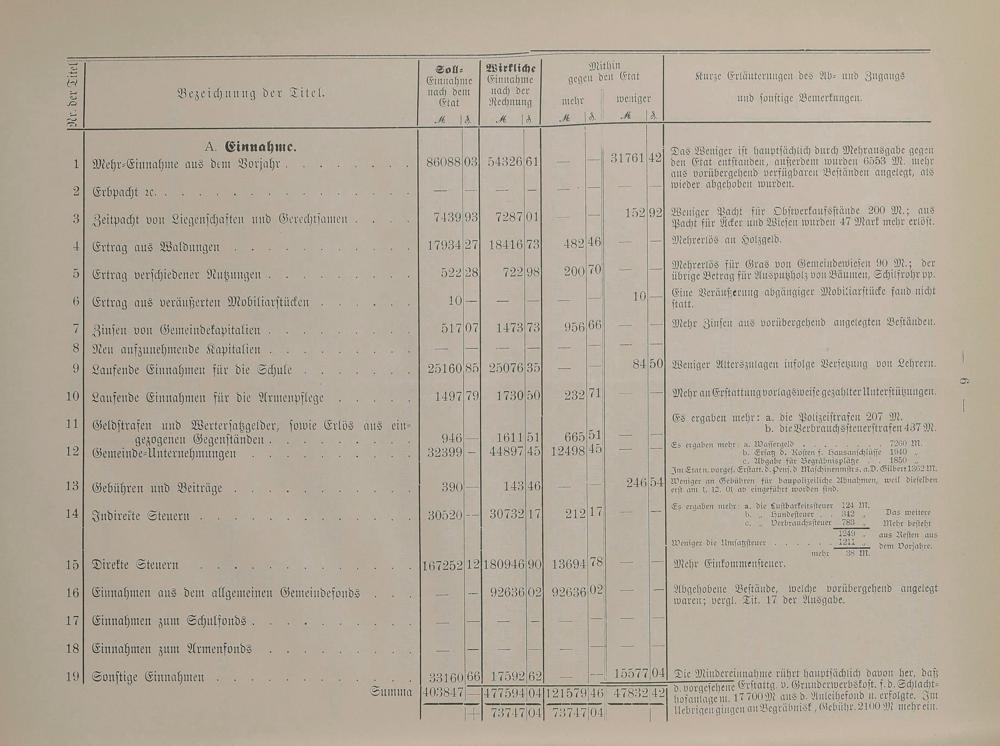 Nr. der Titel
Bezeichnung der Titel.
Soll-Einnahme nach dem Etat
Wirkliche Einnahme nach der Rechnung
Mithin gegen den Etat
mehr
weniger
Kurze Erläuterungen des Ab- und Zugangs
und sonstige Bemerkungen.
ℳ | ₰ ℳ | ₰ ℳ | ₰ ℳ | ₰
A. Einnahme.
1 Mehr-Einnahme aus dem Vorjahr . . . . . . . 86088 03 54326 61 — — 31761 42
Das Weniger ist hauptsächlich durch Mehrausgabe gegen
den Etat entstanden, außerdem wurden 6553 M. mehr
aus vorübergehend verfügbaren Beständen angelegt, als
wieder abgehoben wurden.
2 Erbpacht ꝛc. . . . . . . . — — — — — — — —
3 Zeitpacht von Liegenschaften und Gerechtsamen . . . . 7439 93 7287 01 — — 152 92
Weniger Pacht für Obstverkaufsstände 200 M.; aus
Pacht für Äcker und Wiesen wurden 47 Mark mehr erlöst.
4 Ertrag aus Waldungen . . . . . . . 17934 27 18416 73 482 46 — —
Mehrerlös an Holzgeld.
5 Ertrag verschiedener Nutzungen . . . . . . . 522 28 722 98 200 70 — —
Mehrerlös für Gras von Gemeindewiesen 90 M.; der
übrige Betrag für Ausputzholz von Bäumen, Schilfrohr pp.
6 Ertrag aus veräußerten Mobiliarstücken . . . . . 10 — — — — — 10 —
Eine Veräußerung abgängiger Mobiliarstücke fand nicht
statt.
7 Zinsen von Gemeindekapitalien . . . . . . . 517 07 1473 73 956 66 — —
Mehr Zinsen aus vorübergehend angelegten Beständen.
8 Neu aufzunehmende Kapitalien . . . . . . . — — — — — — — —
9 Laufende Einnahmen für die Schule . . . . . . 25160 85 25076 35 — — 84 50
Weniger Alterszulagen infolge Versetzung von Lehrern.
10 Laufende Einnahmen für die Armenpflege . . . . . 1497 79 1730 50 232 71 — —
Mehr an Erstattung vorlagsweise gezahlter Unterstützungen.
11 Geldstrafen und Wertersatzgelder, sowie Erlös aus ein-
gezogenen Gegenständen . . . . . . . 946 — 1611 51 665 51 — —
Es ergaben mehr: a. die Polizeistrafen 207 M.
b. die Verbrauchssteuerstrafen 437 M.
12 Gemeinde-Unternehmungen . . . . . . . 32399 — 44897 45 12498 45 — —
Es ergaben mehr: a. Wassergeld . . . . . . 7260 M.
b. Ersatz d. Kosten f. Hausanschlüsse 1940 „
c. Abgabe für Begräbnisplätze . . 1850 „
Im Etat n. vorges. Erstatt. d. Pens. d. Maschinenmstrs. a. D. Gilbert 1362 M.
13 Gebühren und Beiträge . . . . . . . 390 — 143 46 — — 246 54
Weniger an Gebühren für baupolizeiliche Abnahmen, weil dieselben
erst am 1. 12. 01 ab eingeführt worden sind.
14 Indirekte Steuern . . . . . . . 30520 — 30732 17 212 17 — —
Es ergaben mehr: a. die Lustbarkeitssteuer 124 M.
b. „ Hundesteuer . . 342 „
c. „ Verbrauchssteuer 783 „
1249 „
Weniger die Umsatzsteuer . . . . . . 1211 „
mehr 38 M.
Das weitere
Mehr besteht
aus Resten aus
dem Vorjahre.
15 Direkte Steuern . . . . . . . 167252 12 180946 90 13694 78 — —
Mehr Einkommensteuer.
16 Einnahmen aus dem allgemeinen Gemeindefonds . . . — — 92636 02 92636 02 — —
Abgehobene Bestände, welche vorübergehend angelegt
waren; vergl. Tit. 17 der Ausgabe.
17 Einnahmen zum Schulfonds . . . . . . . — — — — — — — —
18 Einnahmen zum Armenfonds . . . . . . . — — — — — — — —
19 Sonstige Einnahmen . . . . . . . 33160 66 17592 62 — — 15577 04
Die Mindereinnahme rührt hauptsächlich davon her, daß
d. vorgesehene Erstattg. v. Grunderwerbskost. f. d. Schlacht-
hofanlage m. 17700 M aus d. Anleihefond n. erfolgte. Im
Uebrigen gingen an Begräbnisk., Gebühr. 2100 M mehr ein.
Summa 403847 — 477594 04 121579 46 47832 42
+ 73747 04 73747 04
— 9 —